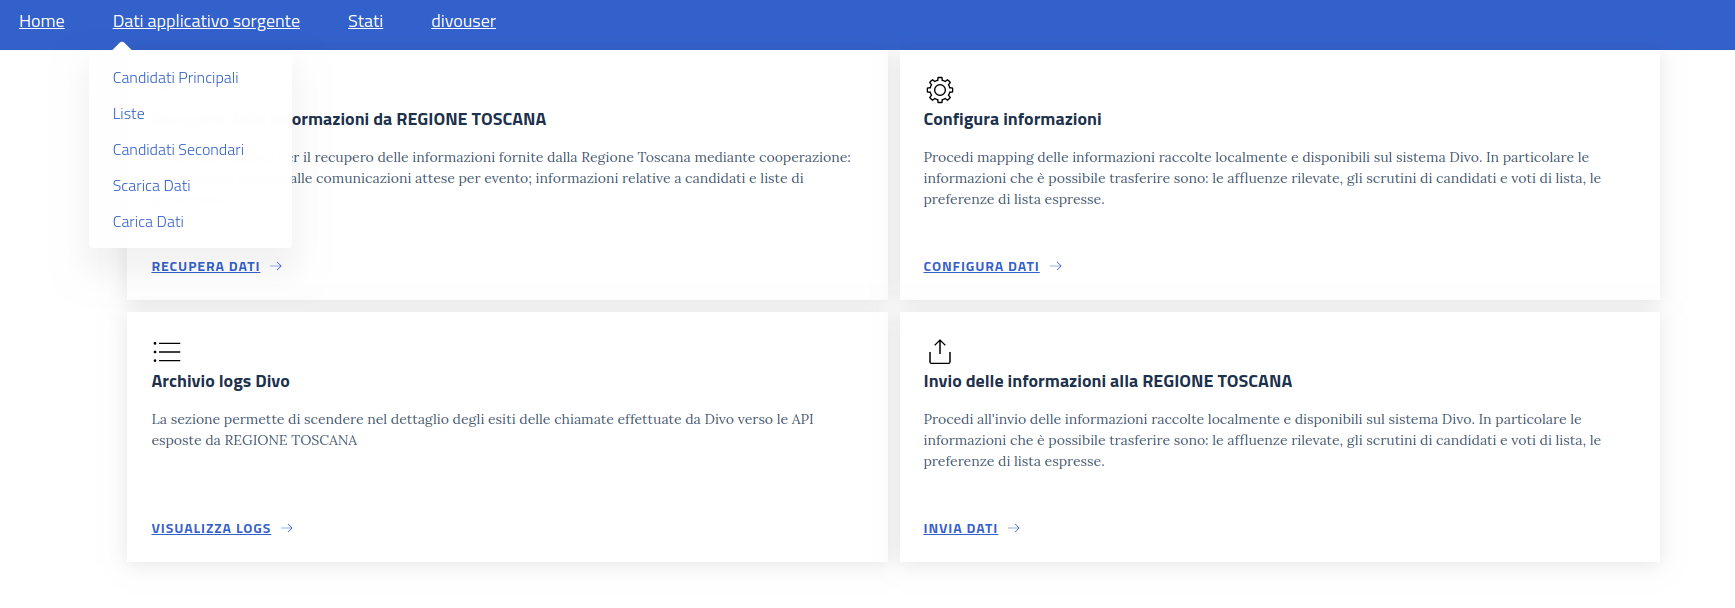 Home Dati applicativo sorgente Stati divouser
Candidati Principali
Liste
Candidati Secondari
Scarica Dati
Carica Dati
ormazioni da REGIONE TOSCANA
r il recupero delle informazioni fornite dalla Regione Toscana mediante cooperazione:
alle comunicazioni attese per evento; informazioni relative a candidati e liste di
RECUPERA DATI
Configura informazioni
Procedi mapping delle informazioni raccolte localmente e disponibili sul sistema Divo. In particolare le
informazioni che è possibile trasferire sono: le affluenze rilevate, gli scrutini di candidati e voti di lista, le
preferenze di lista espresse.
CONFIGURA DATI
Archivio logs Divo
La sezione permette di scendere nel dettaglio degli esiti delle chiamate effettuate da Divo verso le API
esposte da REGIONE TOSCANA
VISUALIZZA LOGS
Invio delle informazioni alla REGIONE TOSCANA
Procedi all'invio delle informazioni raccolte localmente e disponibili sul sistema Divo. In particolare le
informazioni che è possibile trasferire sono: le affluenze rilevate, gli scrutini di candidati e voti di lista, le
preferenze di lista espresse.
INVIA DATI